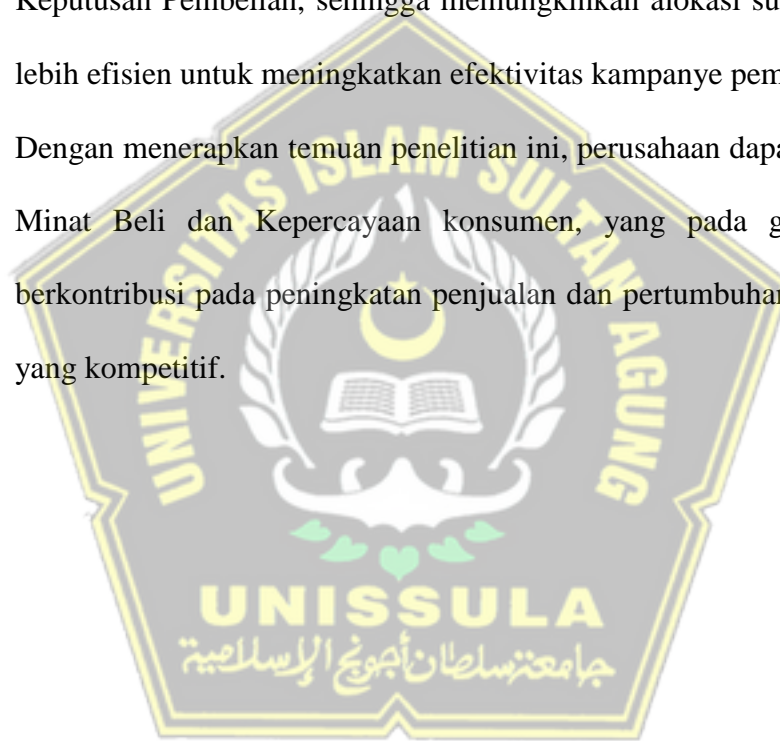 Keputusan Pembelian, sehingga memungkinkan alokasi su
lebih efisien untuk meningkatkan efektivitas kampanye pem
Dengan menerapkan temuan penelitian ini, perusahaan dapa
Minat Beli dan Kepercayaan konsumen, yang pada g
berkontribusi pada peningkatan penjualan dan pertumbuhan
yang kompetitif.
UNIVERSITAS ISLAM SULTAN AGUNG
UNISSULA
جامعة سلطان أجونج الإسلامية